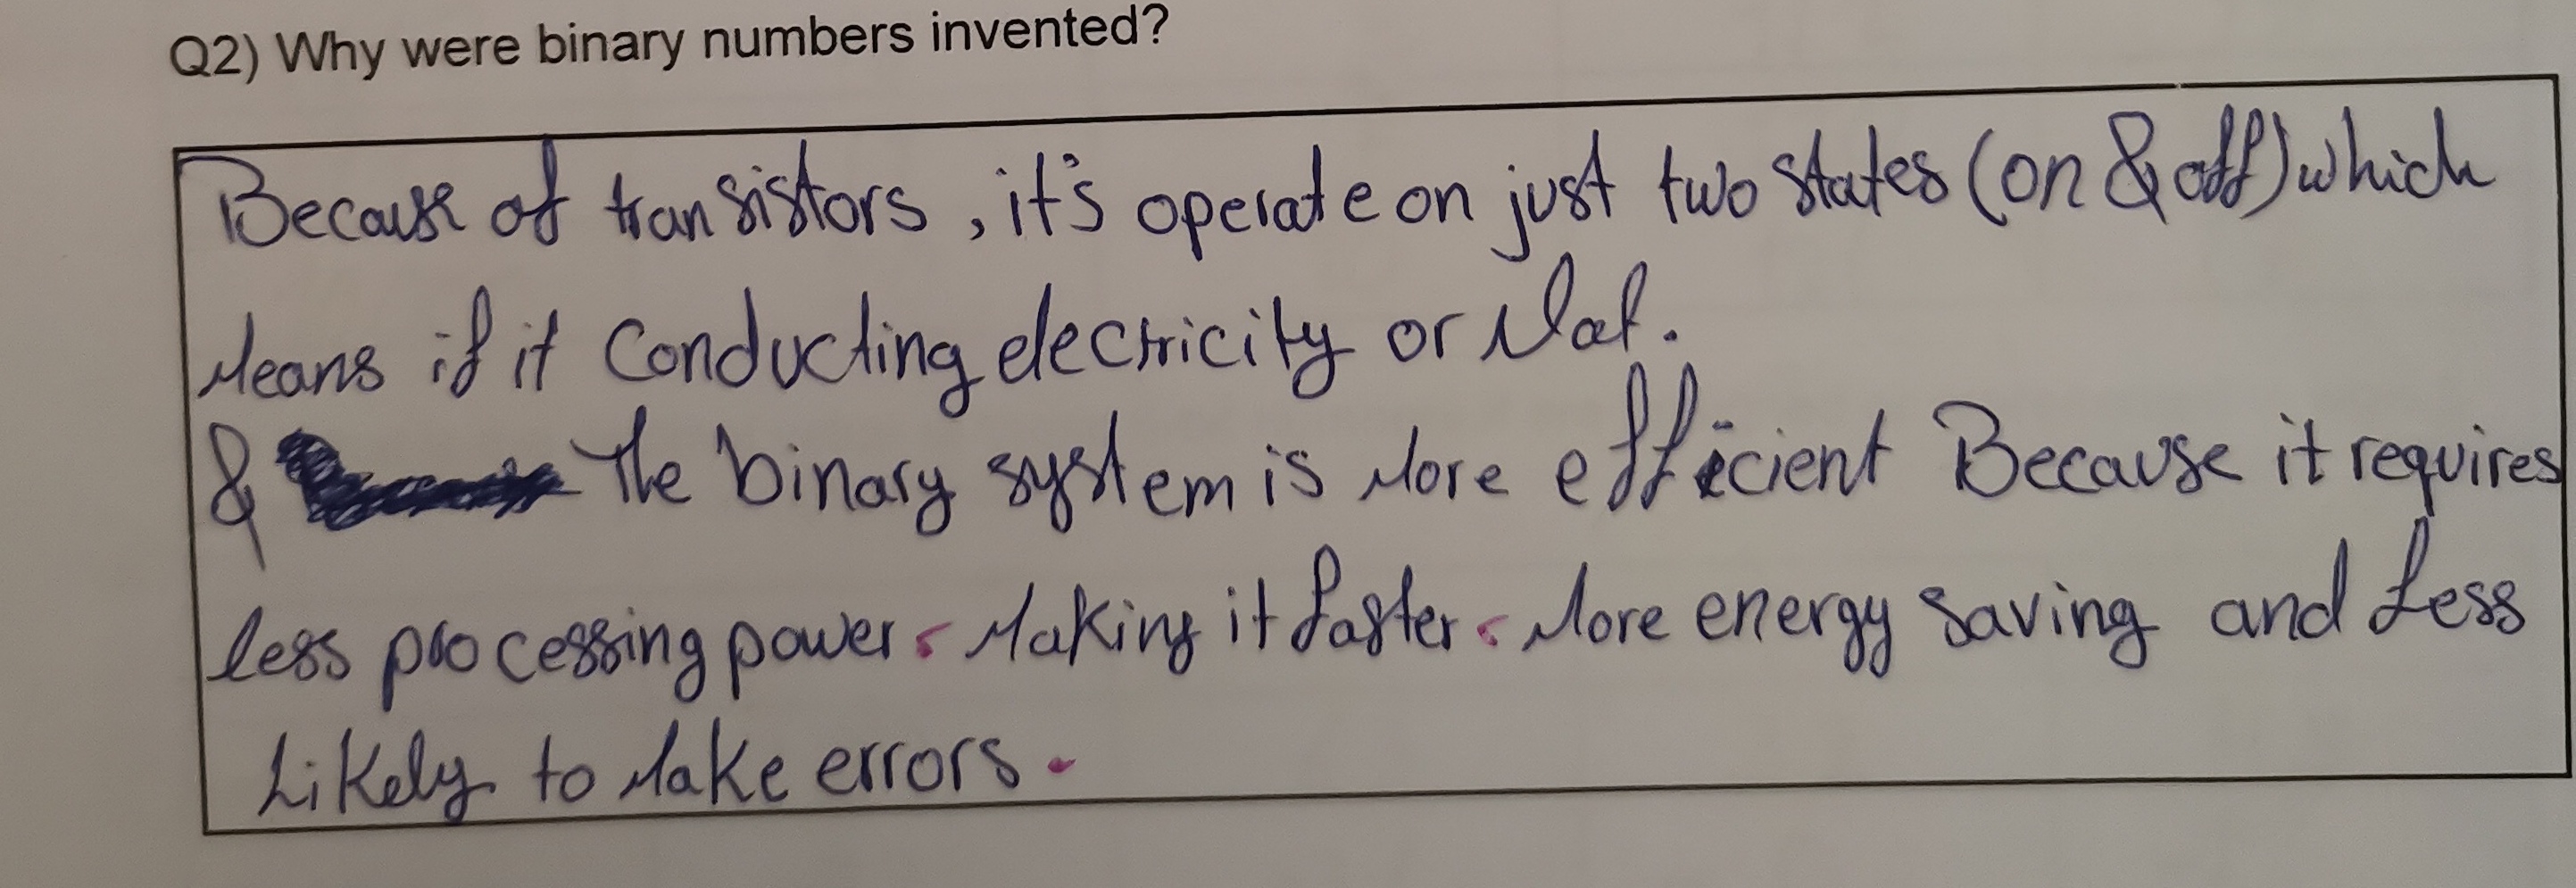 Q2) Why were binary numbers invented?
Because of transistors, it's operate on just two states (on & off) which
Means if it Conducting electricity or Not.
& The binary system is More efficient Because it requires
less processing power, Making it faster, More energy saving and Less
Likely to Make errors.